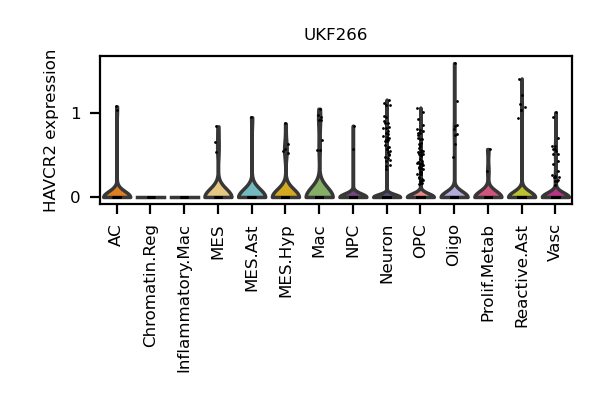 UKF266
HAVCR2 expression
1
0
AC
Chromatin.Reg
Inflammatory.Mac
MES
MES.Ast
MES.Hyp
Mac
NPC
Neuron
OPC
Oligo
Prolif.Metab
Reactive.Ast
Vasc